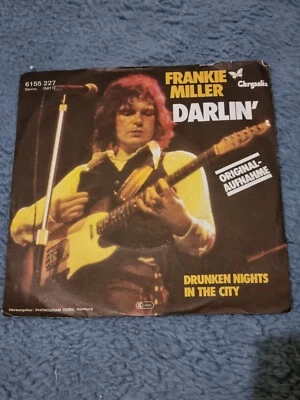 6155 227
FRANKIE
MILLER
Chrysalis
DARLIN'
ORIGINAL-
AUFNAHME
DRUNKEN NIGHTS
IN THE CITY